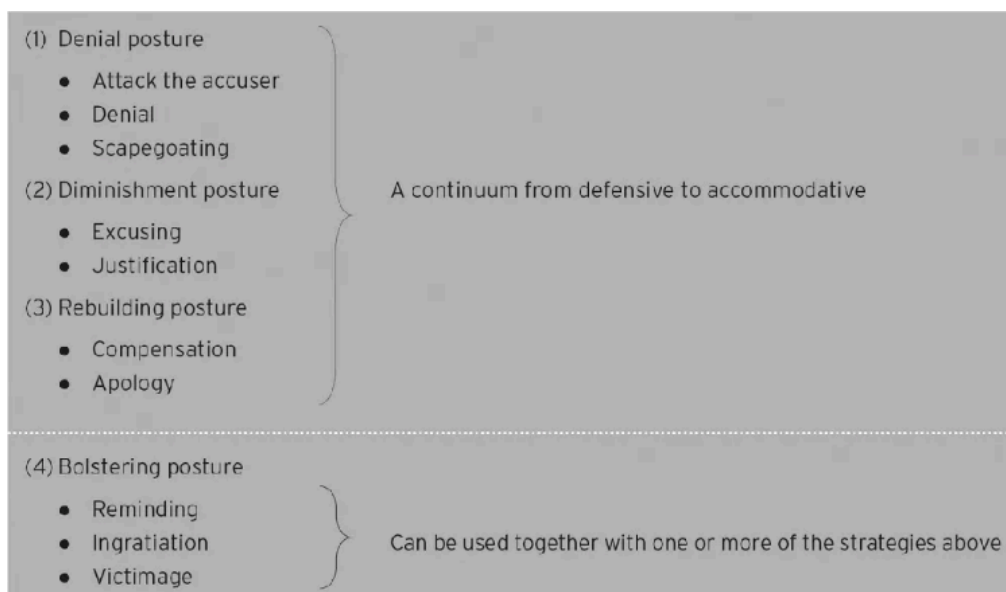 (1) Denial posture
● Attack the accuser
● Denial
● Scapegoating
(2) Diminishment posture
A continuum from defensive to accommodative
● Excusing
● Justification
(3) Rebuilding posture
● Compensation
● Apology
(4) Bolstering posture
● Reminding
● Ingratiation
Can be used together with one or more of the strategies above
● Victimage